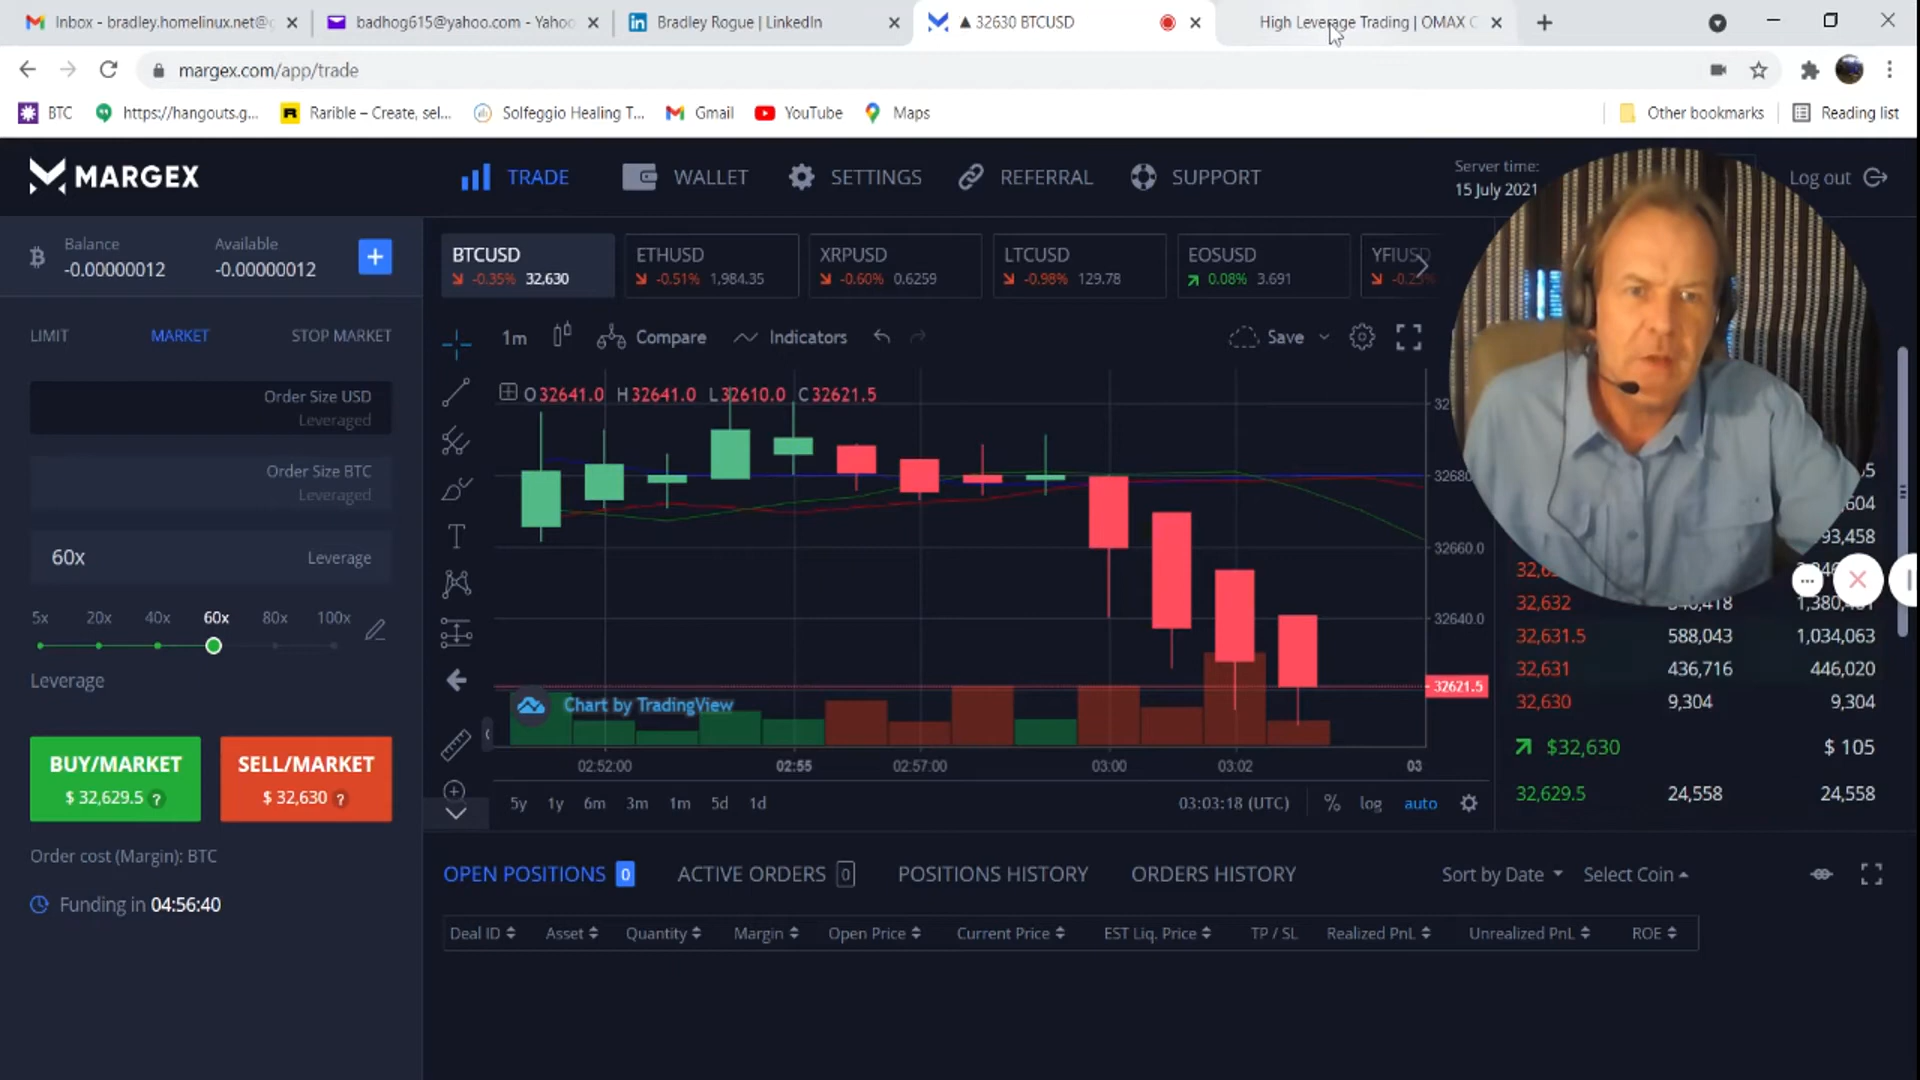 Inbox - bradley.homelinux.net@g
badhog615@yahoo.com - Yahoo
Bradley Rogue | LinkedIn
▲ 32630 BTCUSD
High Leverage Trading | OMAX C
margex.com/app/trade
BTC
https://hangouts.g...
Rarible – Create, sel...
Solfeggio Healing T...
Gmail
YouTube
Maps
Other bookmarks
Reading list
MARGEX
TRADE
WALLET
SETTINGS
REFERRAL
SUPPORT
Server time:
15 July 2021
Log out
Balance
-0.00000012
Available
-0.00000012
BTCUSD
-0.35% 32,630
ETHUSD
-0.51% 1,984.35
XRPUSD
-0.60% 0.6259
LTCUSD
-0.98% 129.78
EOSUSD
0.08% 3.691
YFIUSD
LIMIT
MARKET
STOP MARKET
1m
Compare
Indicators
Save
Order Size USD
Leveraged
Order Size BTC
Leveraged
60x
Leverage
5x 20x 40x 60x 80x 100x
Leverage
BUY/MARKET
$ 32,629.5 ?
SELL/MARKET
$ 32,630 ?
Order cost (Margin): BTC
Funding in 04:56:40
O32641.0 H32641.0 L32610.0 C32621.5
32660.0
32640.0
32621.5
T
Chart by TradingView
02:52:00 02:55 02:57:00 03:00 03:02 03
5y 1y 6m 3m 1m 5d 1d
03:03:18 (UTC)
% log auto
32,632
32,631.5 588,043 1,034,063
32,631 436,716 446,020
32,630 9,304 9,304
$32,630 $ 105
32,629.5 24,558 24,558
OPEN POSITIONS 0
ACTIVE ORDERS 0
POSITIONS HISTORY
ORDERS HISTORY
Sort by Date
Select Coin
Deal ID Asset Quantity Margin Open Price Current Price EST Liq. Price TP / SL Realized PnL Unrealized PnL ROE